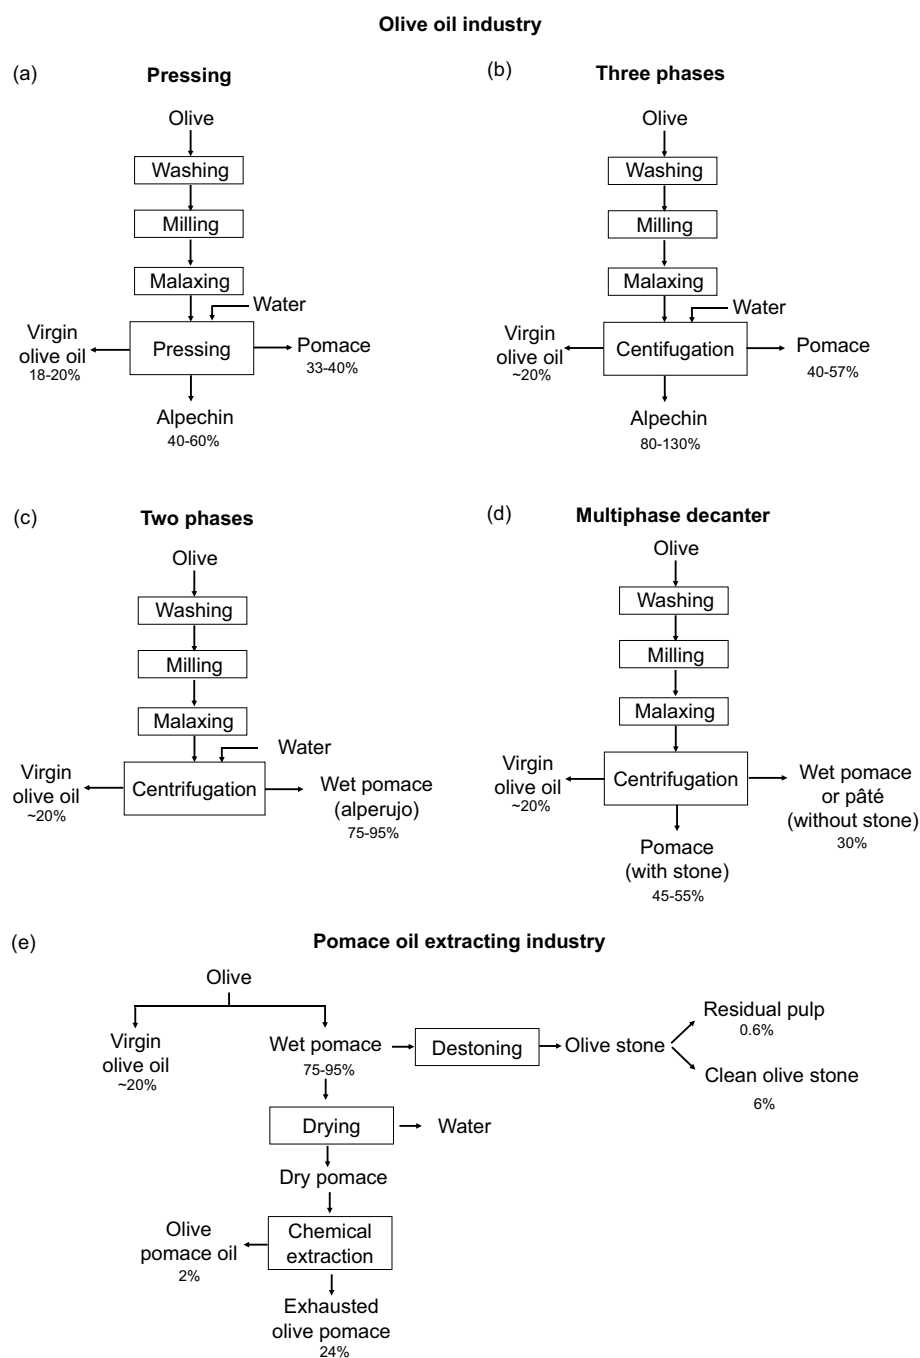 Olive oil industry
(a)
Pressing
Olive
Washing
Milling
Malaxing
Water
Virgin
olive oil
18-20%
Pressing
Pomace
33-40%
Alpechin
40-60%
(b)
Three phases
Olive
Washing
Milling
Malaxing
Water
Virgin
olive oil
~20%
Centifugation
Pomace
40-57%
Alpechin
80-130%
(c)
Two phases
Olive
Washing
Milling
Malaxing
Water
Virgin
olive oil
~20%
Centrifugation
Wet pomace
(alperujo)
75-95%
(d)
Multiphase decanter
Olive
Washing
Milling
Malaxing
Virgin
olive oil
~20%
Centrifugation
Wet pomace
or pâté
(without stone)
30%
Pomace
(with stone)
45-55%
(e)
Pomace oil extracting industry
Olive
Virgin
olive oil
~20%
Wet pomace
75-95%
Destoning
Olive stone
Residual pulp
0.6%
Clean olive stone
6%
Drying
Water
Dry pomace
Chemical
extraction
Olive
pomace oil
2%
Exhausted
olive pomace
24%